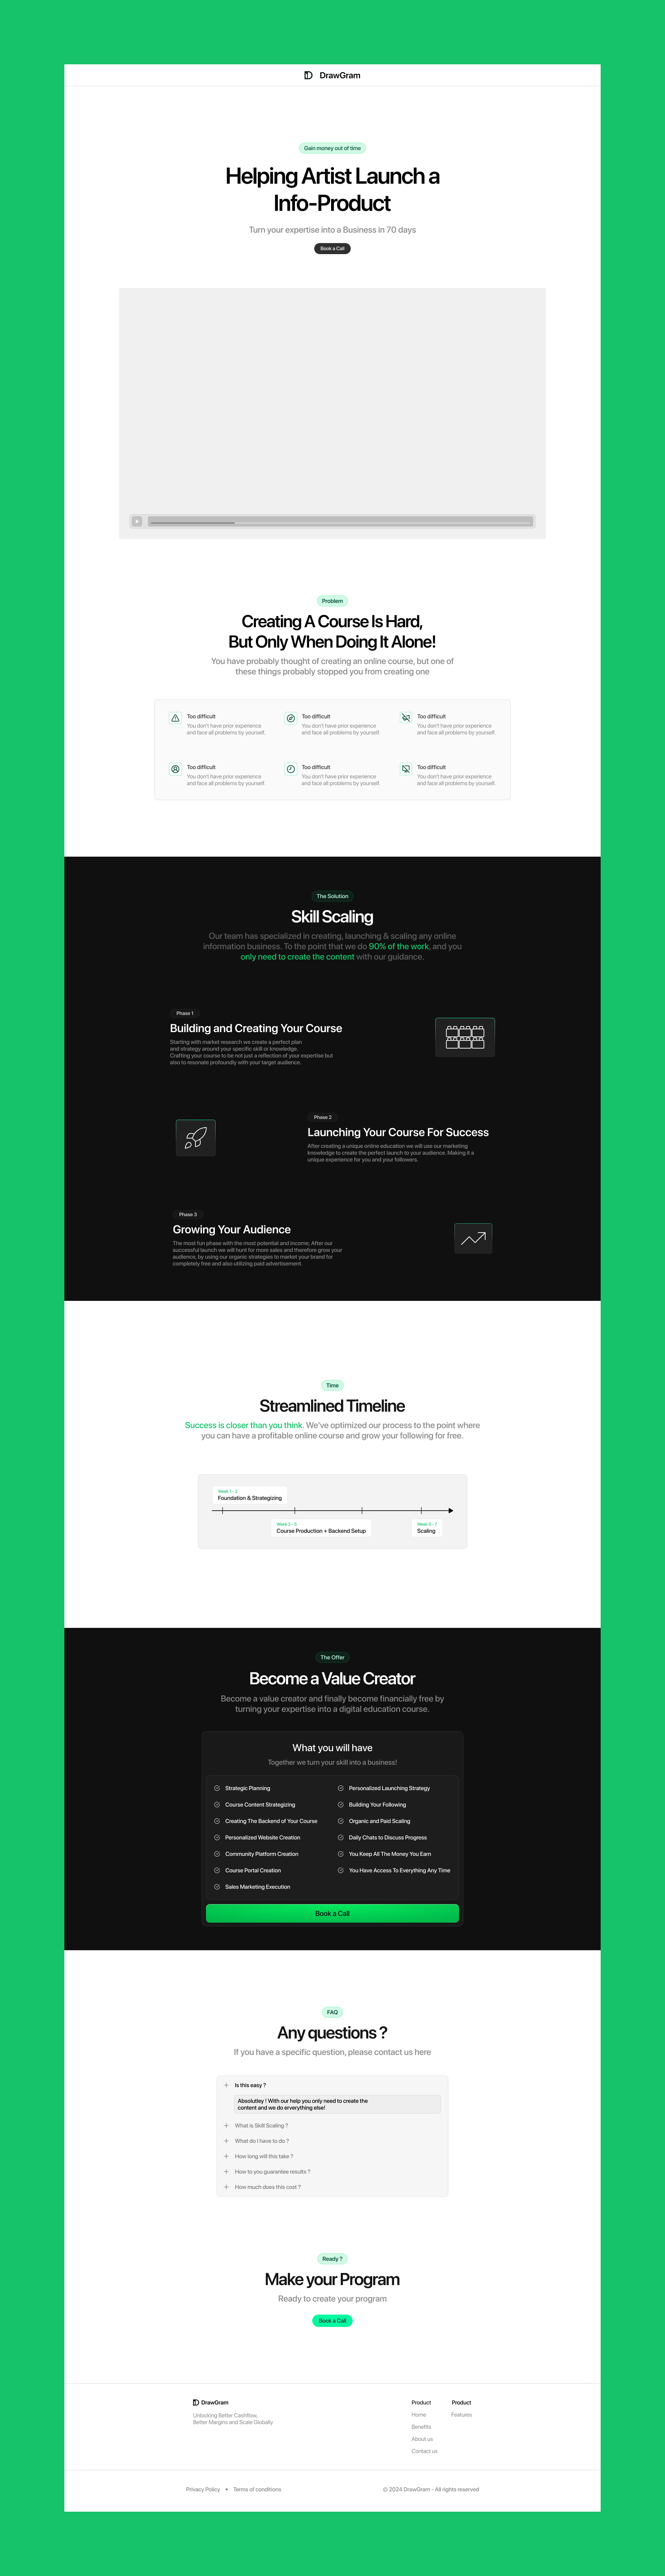 DrawGram
Gain money out of time
Helping Artist Launch a
Info-Product
Turn your expertise into a Business in 70 days
Book a Call
Problem
Creating A Course Is Hard,
But Only When Doing It Alone!
You have probably thought of creating an online course, but one of
these things probably stopped you from creating one
Too difficult
You don't have prior experience
and face all problems by yourself.
Too difficult
You don't have prior experience
and face all problems by yourself.
Too difficult
You don't have prior experience
and face all problems by yourself.
Too difficult
You don't have prior experience
and face all problems by yourself.
Too difficult
You don't have prior experience
and face all problems by yourself.
Too difficult
You don't have prior experience
and face all problems by yourself.
The Solution
Skill Scaling
Our team has specialized in creating, launching & scaling any online
information business. To the point that we do 90% of the work, and you
only need to create the content with our guidance.
Phase 1
Building and Creating Your Course
Starting with market research we create a perfect plan
and strategy around your specific skill or knowledge.
Crafting your course to be not just a reflection of your expertise but
also to resonate profoundly with your target audience.
Phase 2
Launching Your Course For Success
After creating a unique online education we will use our marketing
knowledge to create the perfect launch to your audience. Making it a
unique experience for you and your followers.
Phase 3
Growing Your Audience
The most fun phase with the most potential and income; After our
successful launch we will hunt for more sales and therefore grow your
audience, by using our organic strategies to market your brand for
completely free and also utilizing paid advertisement
Time
Streamlined Timeline
Success is closer than you think. We've optimized our process to the point where
you can have a profitable online course and grow your following for free.
Week 1 - 2
Foundation & Strategizing
Course Production + Backend Setup
Scaling
The Offer
Become a Value Creator
Become a value creator and finally become financially free by
turning your expertise into a digital education course.
What you will have
Together we turn your skill into a business!
Strategic Planning
Personalized Launching Strategy
Course Content Strategizing
Building Your Following
Creating The Backend of Your Course
Organic and Paid Scaling
Personalized Website Creation
Daily Chats to Discuss Progress
Community Platform Creation
You Keep All The Money You Earn
Course Portal Creation
You Have Access To Everything Any Time
Sales Marketing Execution
Book a Call
FAQ
Any questions ?
If you have a specific question, please contact us here
Is this easy ?
Absolutley ! With our help you only need to create the
content and we do erverything else!
What is Skill Scaling ?
What do I have to do ?
How long will this take ?
How to you guarantee results ?
How much does this cost ?
Ready ?
Make your Program
Ready to create your program
Book a Call
DrawGram
Unlocking Better Cashflow,
Better Margins and Scale Globally
Product
Home
Benefits
About us
Contact us
Product
Features
Privacy Policy • Terms of conditions
© 2024 DrawGram - All rights reserved